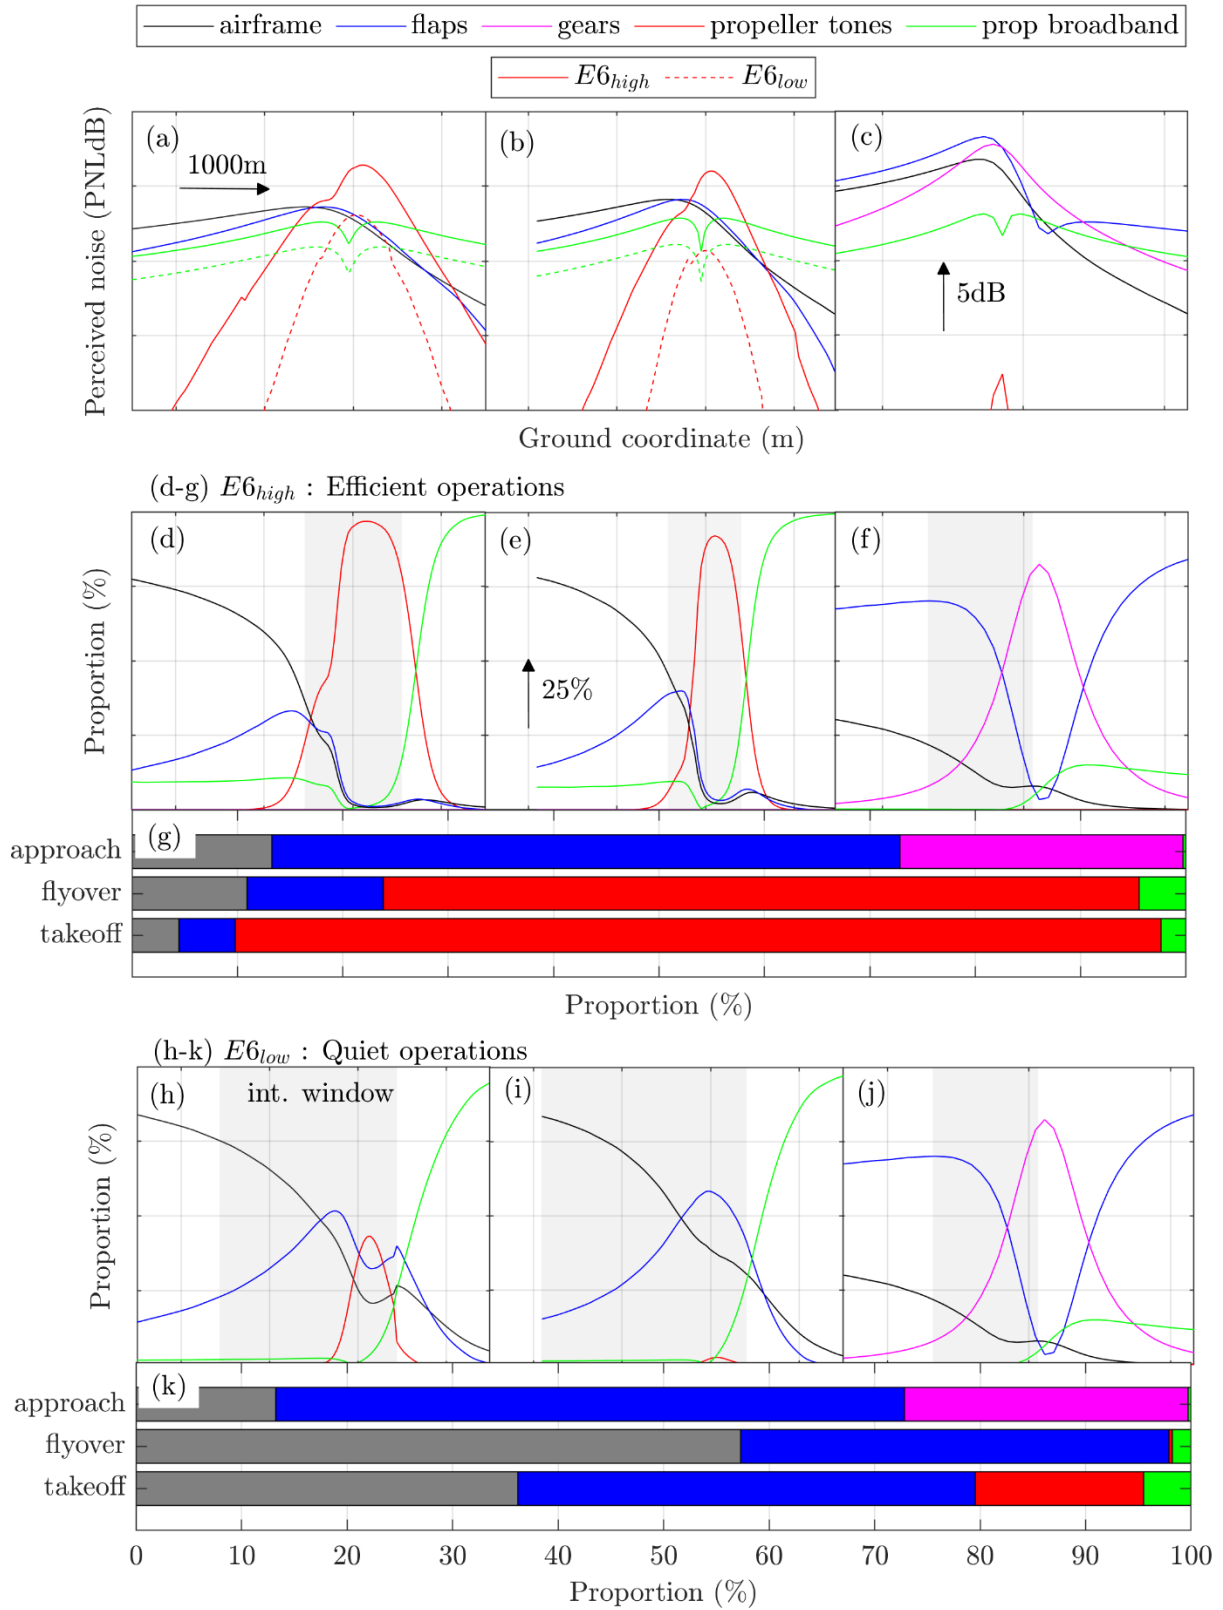 airframe flaps gears propeller tones prop broadband
E6high E6low
(a) (b) (c)
1000m
5dB
Perceived noise (PNLdB)
Ground coordinate (m)
(d-g) E6high : Efficient operations
(d) (e) (f)
25%
Proportion (%)
(g)
approach
flyover
takeoff
Proportion (%)
(h-k) E6low : Quiet operations
(h) int. window (i) (j)
Proportion (%)
(k)
approach
flyover
takeoff
0 10 20 30 40 50 60 70 80 90 100
Proportion (%)